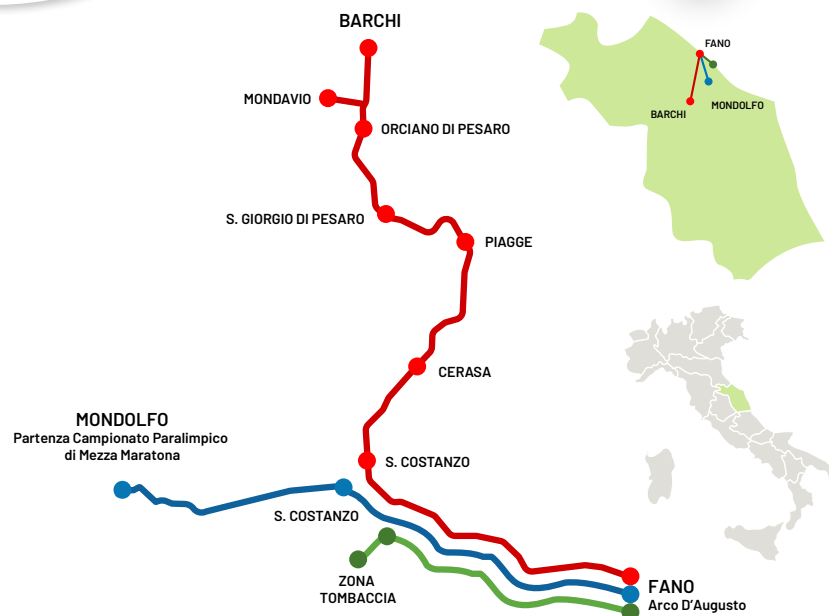 BARCHI
MONDAVIO
ORCIANO DI PESARO
S. GIORGIO DI PESARO
PIAGGE
CERASA
S. COSTANZO
MONDOLFO
Partenza Campionato Paralimpico
di Mezza Maratona
S. COSTANZO
ZONA
TOMBACCIA
FANO
Arco D'Augusto
FANO
BARCHI
MONDOLFO